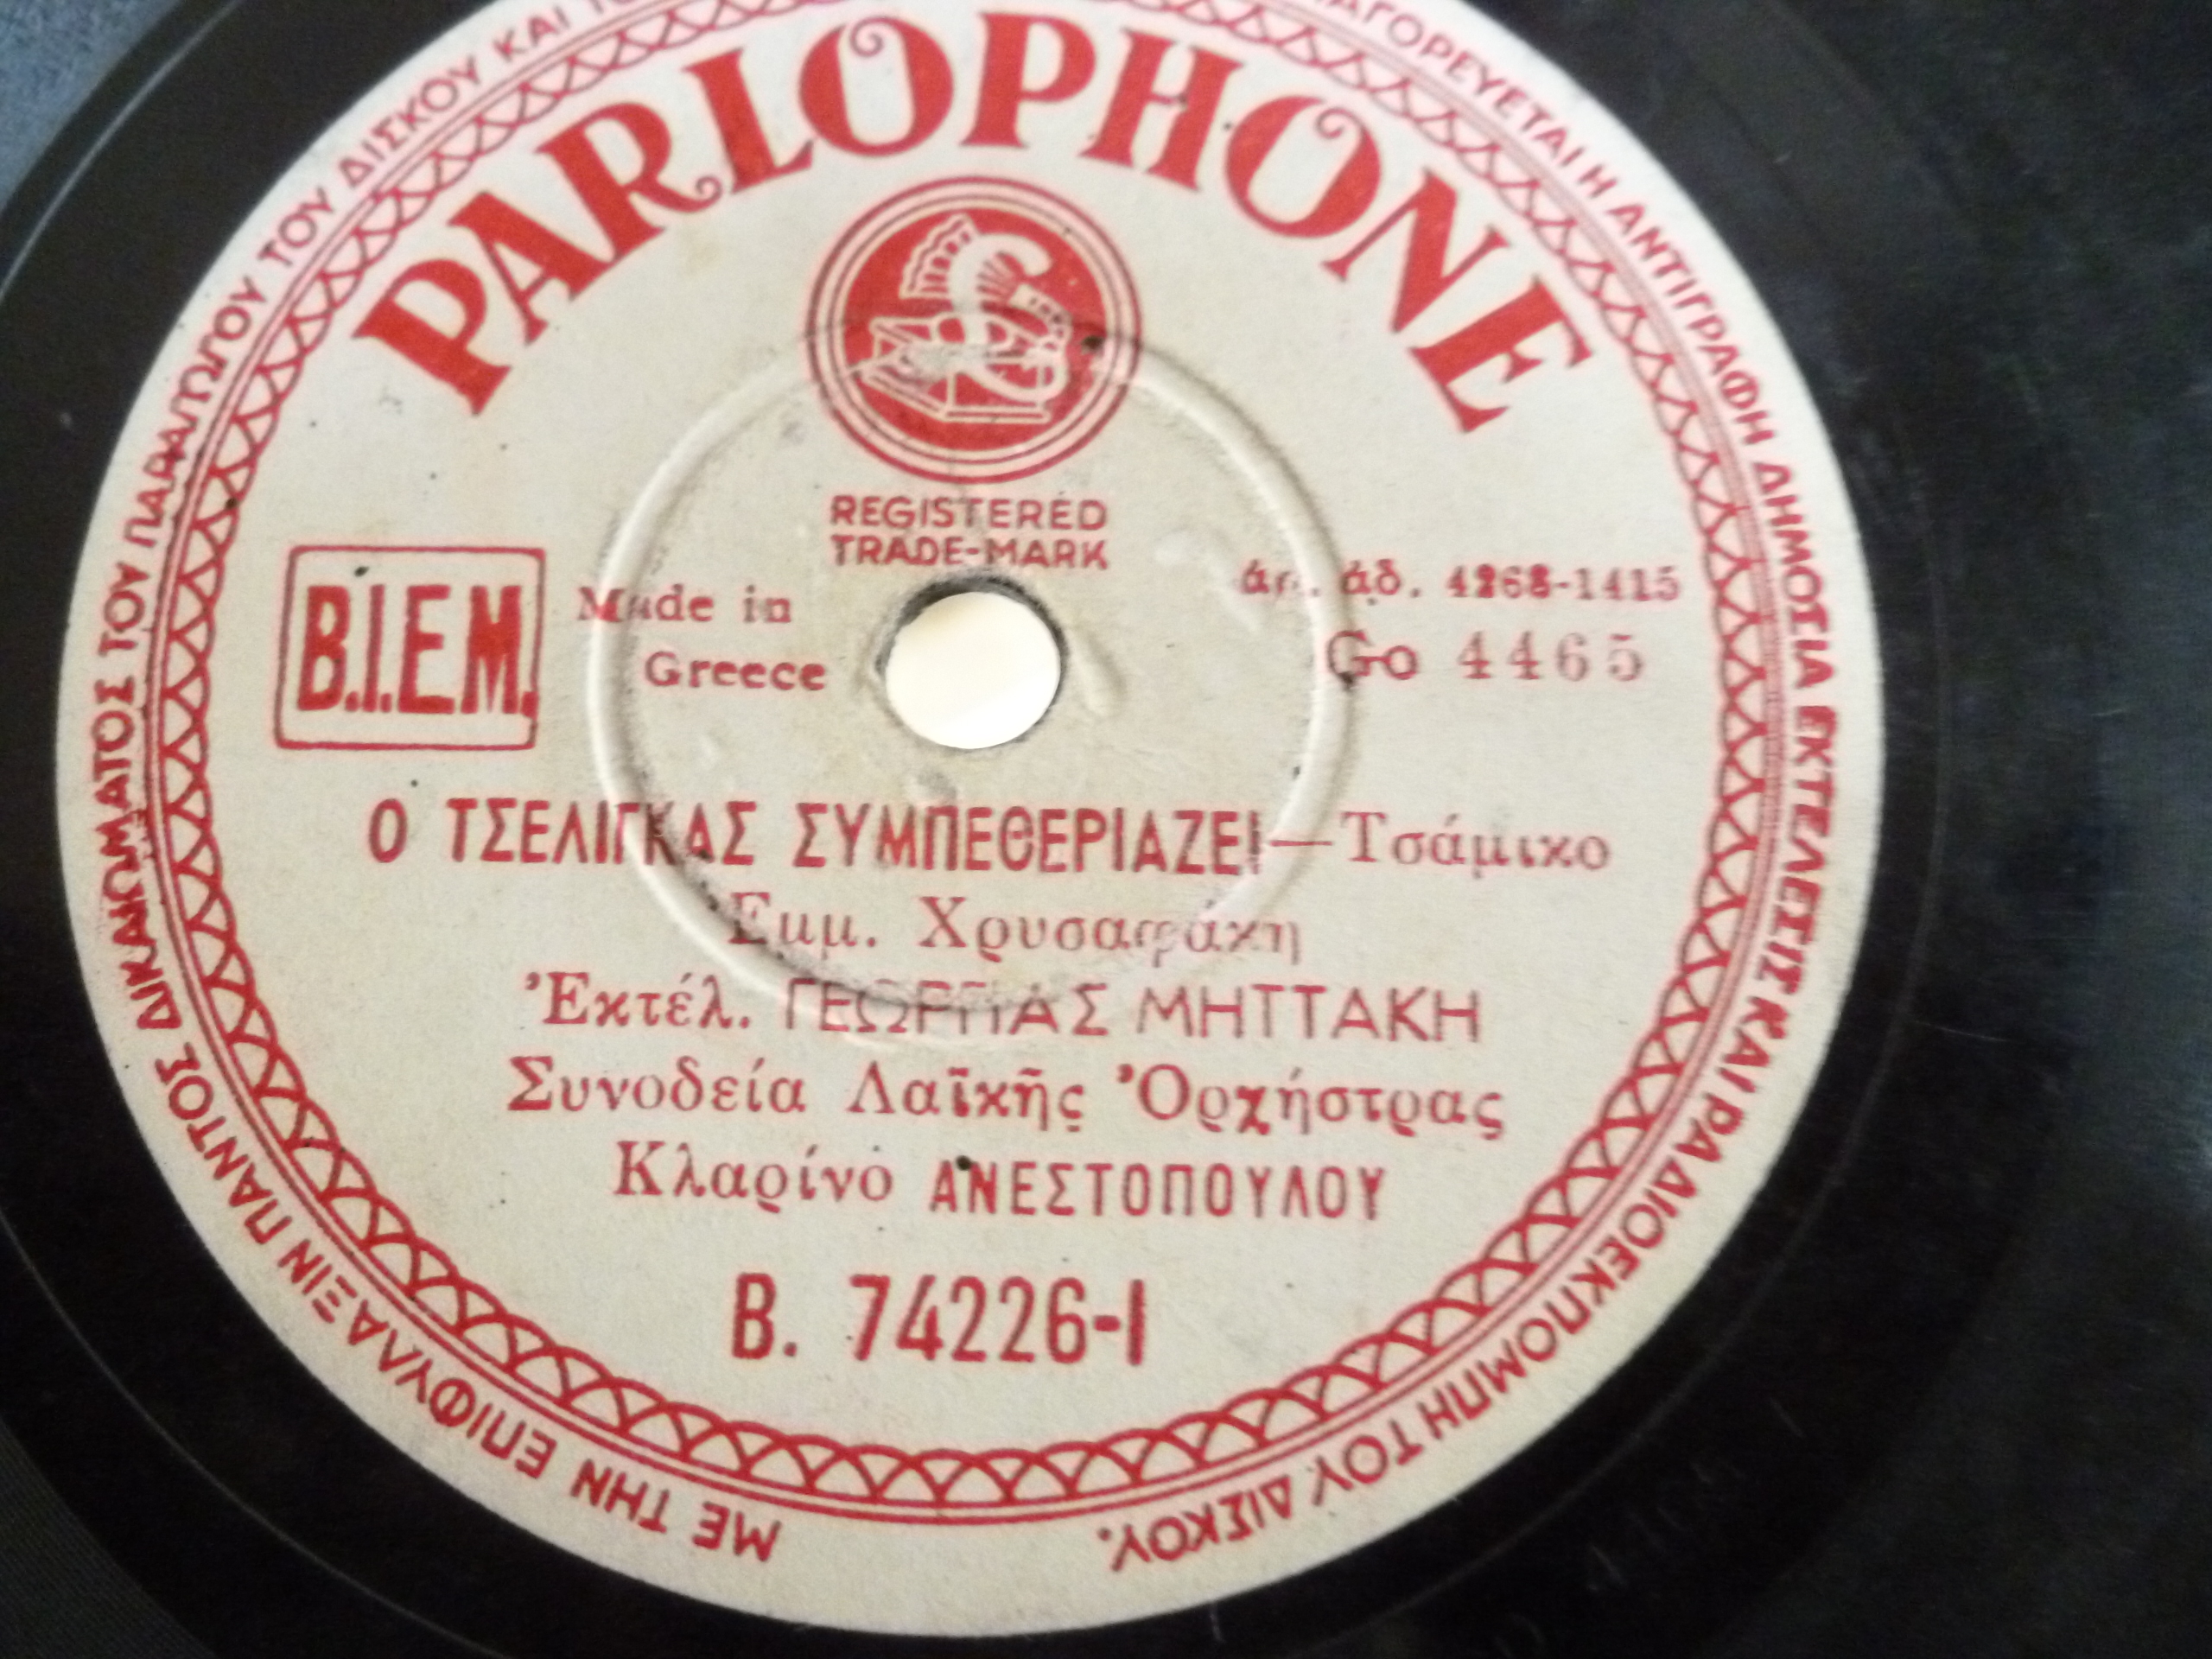 PARLOPHONE
REGISTERED
TRADE-MARK
B.I.E.M.
Made in
Greece
ἀρ. ἀδ. 4268-1415
Go 4465
Ο ΤΣΕΛΙΓΚΑΣ ΣΥΜΠΕΘΕΡΙΑΖΕΙ—Τσάμικο
Εμμ. Χρυσαφάκη
Ἐκτέλ. ΓΕΩΡΓΙΑΣ ΜΗΤΤΑΚΗ
Συνοδεία Λαϊκῆς Ὀρχήστρας
Κλαρίνο ΑΝΕΣΤΟΠΟΥΛΟΥ
B. 74226-I
ΜΕ ΤΗΝ ΕΠΙΦΥΛΑΞΙΝ ΠΑΝΤΟΣ ΔΙΚΑΙΩΜΑΤΟΣ ΤΟΥ ΠΑΡΑΓΩΓΟΥ ΤΟΥ ΔΙΣΚΟΥ ΚΑΙ
Η ΑΝΤΙΓΡΑΦΗ ΔΗΜΟΣΙΑ ΕΚΤΕΛΕΣΙΣ ΚΑΙ ΡΑΔΙΟΕΚΠΟΜΠΗ ΤΟΥ ΔΙΣΚΟΥ.